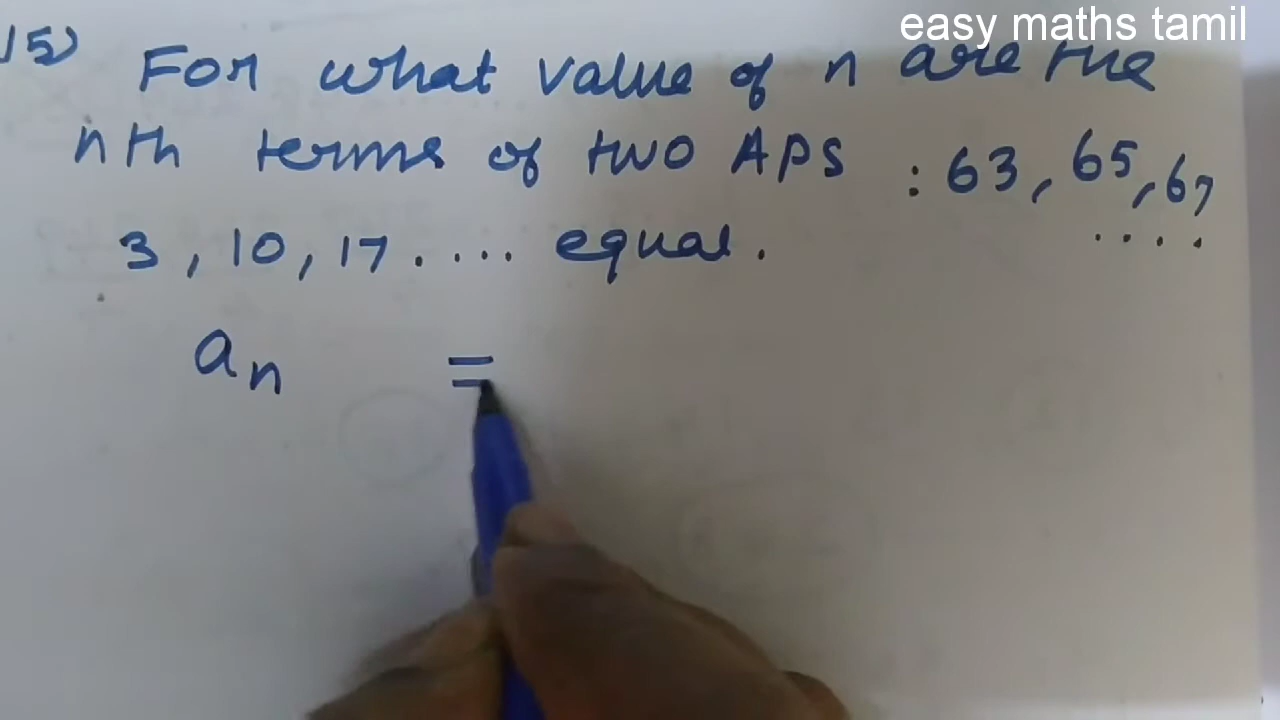 easy maths tamil
15) For what value of n are the
nth terms of two APS : 63, 65, 67
3, 10, 17 .... equal. ....
an =